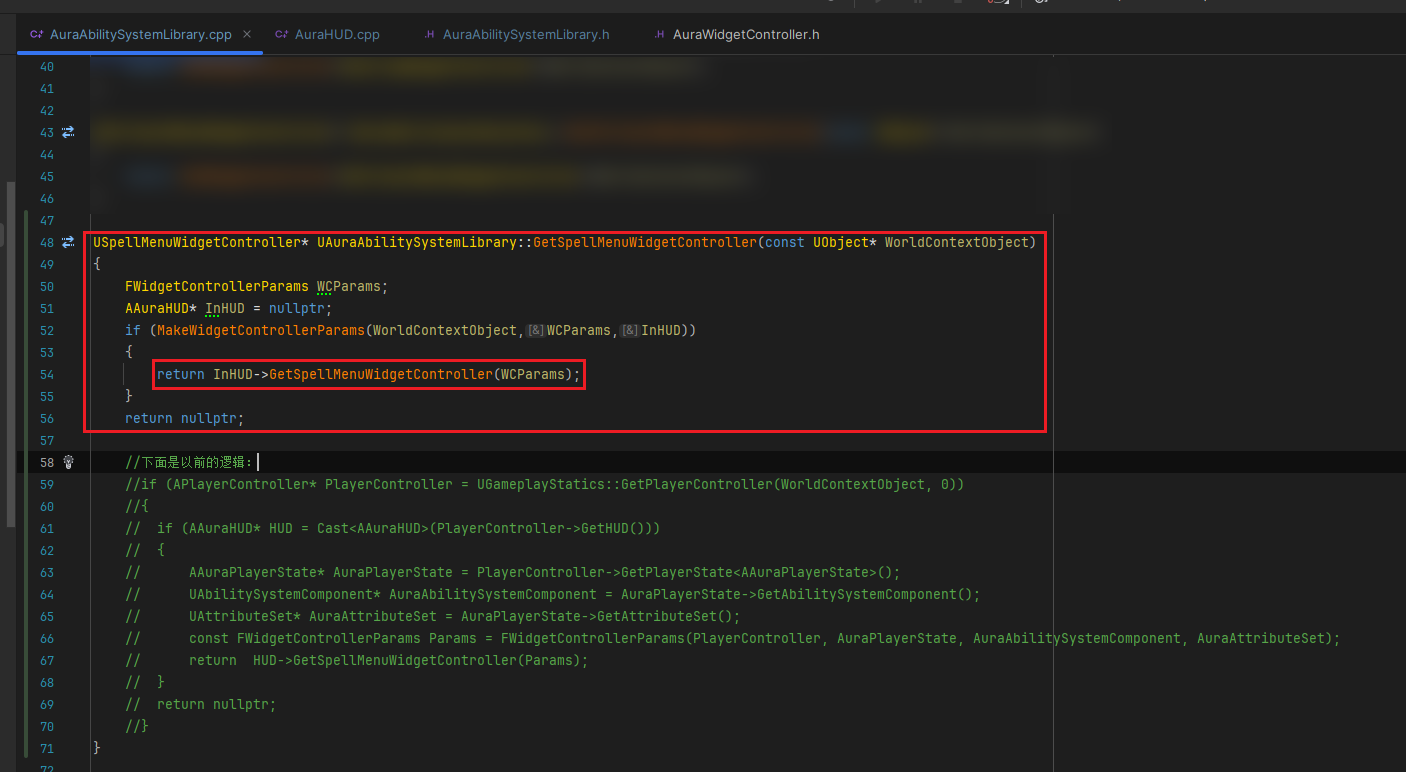 AuraAbilitySystemLibrary.cpp AuraHUD.cpp AuraAbilitySystemLibrary.h AuraWidgetController.h
40
41
42
43
44
45
46
47
48 USpellMenuWidgetController* UAuraAbilitySystemLibrary::GetSpellMenuWidgetController(const UObject* WorldContextObject)
49 {
50 FWidgetControllerParams WCParams;
51 AAuraHUD* InHUD = nullptr;
52 if (MakeWidgetControllerParams(WorldContextObject,[&]WCParams,[&]InHUD))
53 {
54 return InHUD->GetSpellMenuWidgetController(WCParams);
55 }
56 return nullptr;
57
58 //下面是以前的逻辑:
59 //if (APlayerController* PlayerController = UGameplayStatics::GetPlayerController(WorldContextObject, 0))
60 //{
61 // if (AAuraHUD* HUD = Cast<AAuraHUD>(PlayerController->GetHUD()))
62 // {
63 // AAuraPlayerState* AuraPlayerState = PlayerController->GetPlayerState<AAuraPlayerState>();
64 // UAbilitySystemComponent* AuraAbilitySystemComponent = AuraPlayerState->GetAbilitySystemComponent();
65 // UAttributeSet* AuraAttributeSet = AuraPlayerState->GetAttributeSet();
66 // const FWidgetControllerParams Params = FWidgetControllerParams(PlayerController, AuraPlayerState, AuraAbilitySystemComponent, AuraAttributeSet);
67 // return HUD->GetSpellMenuWidgetController(Params);
68 // }
69 // return nullptr;
70 //}
71 }
72